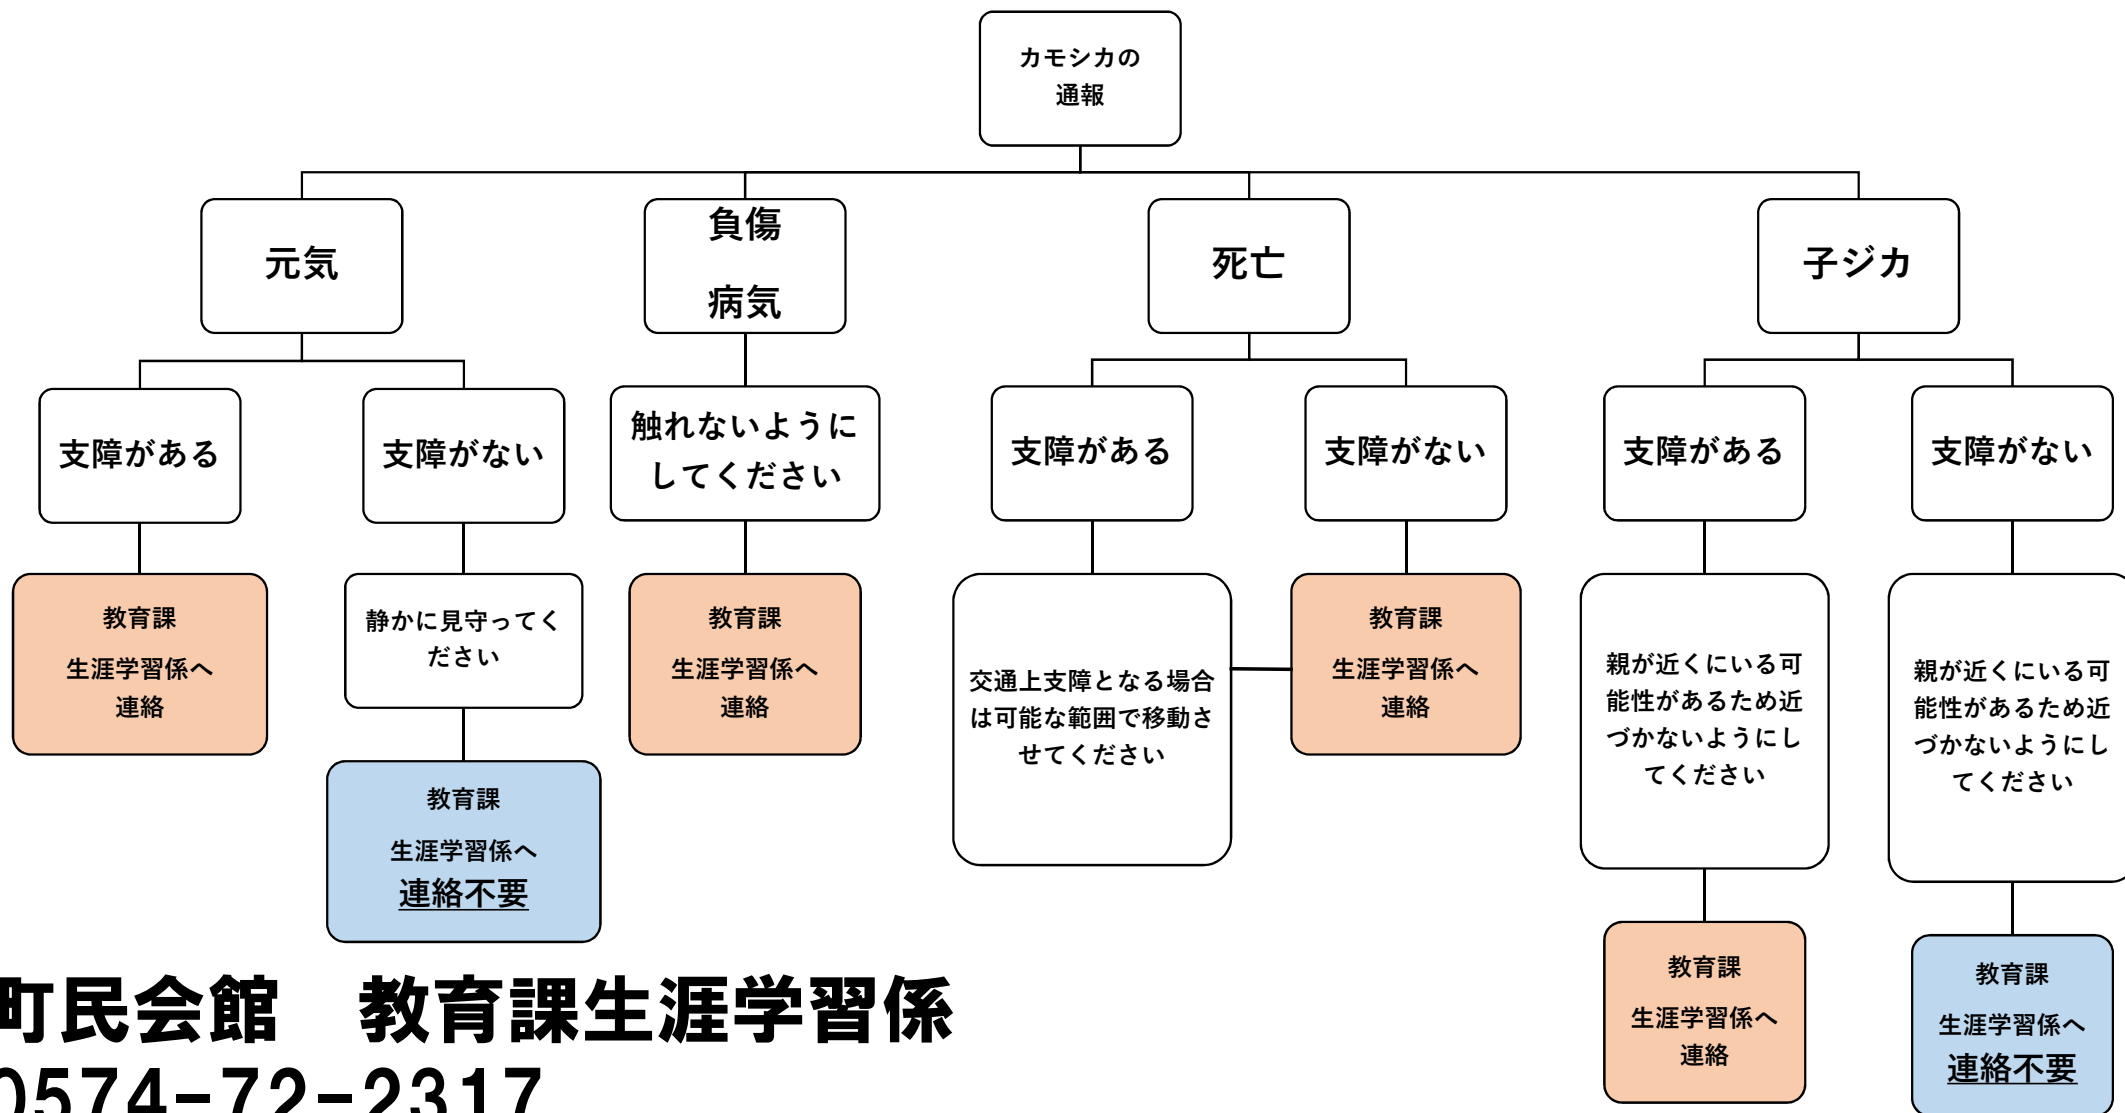 カモシカの
通報
元気
負傷
病気
死亡
子ジカ
支障がある
支障がない
触れないように
してください
支障がある
支障がない
支障がある
支障がない
教育課
生涯学習係へ
連絡
静かに見守ってく
ださい
教育課
生涯学習係へ
連絡不要
教育課
生涯学習係へ
連絡
交通上支障となる場合
は可能な範囲で移動さ
せてください
教育課
生涯学習係へ
連絡
親が近くにいる可
能性があるため近
づかないようにし
てください
教育課
生涯学習係へ
連絡
親が近くにいる可
能性があるため近
づかないようにし
てください
教育課
生涯学習係へ
連絡不要
町民会館　教育課生涯学習係
0574-72-2317